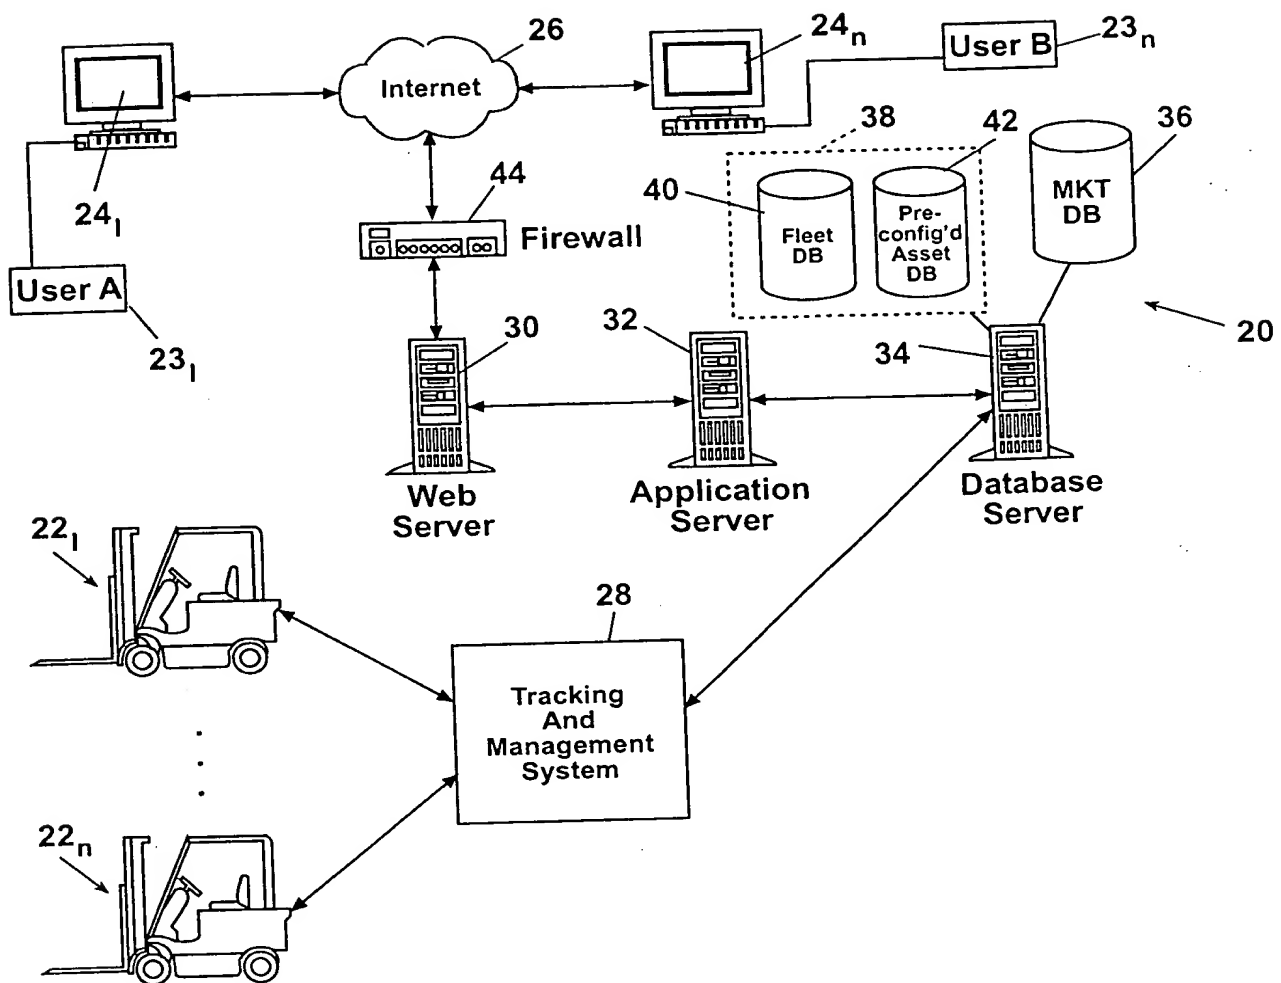 26
24n
User B
23n
Internet
38
42
36
44
40
MKT
DB
24l
Pre-
config'd
Asset
DB
Fleet
DB
Firewall
User A
30
32
20
34
23l
Web
Server
Application
Server
Database
Server
22l
28
Tracking
And
Management
System
22n